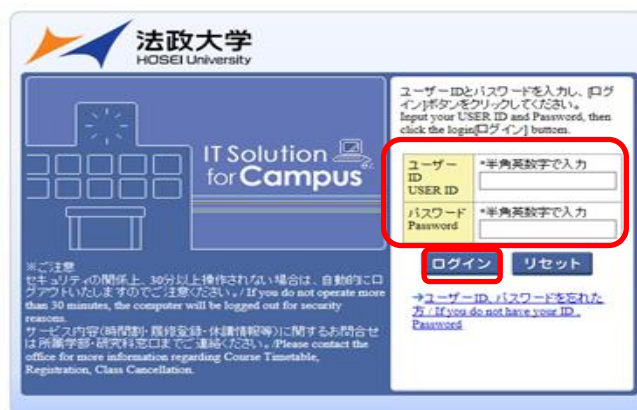 法政大学
HOSEI University
IT Solution
for Campus
※ご注意
セキュリティの関係上、30分以上操作されない場合は、自動的にロ
グアウトいたしますのでご注意ください。/ If you do not operate more
than 30 minutes, the computer will be logged out for security
reasons.
サービス内容(時間割・履修登録・休講情報等)に関するお問合せ
は所属学部・研究科窓口までご連絡ください。/Please contact the
office for more information regarding Course Timetable,
Registration, Class Cancellation.
ユーザーIDとパスワードを入力し、[ログ
イン]ボタンをクリックしてください。
Input your USER ID and Password, then
click the login[ログイン] buttom.
ユーザー
ID
USER ID
*半角英数字で入力
パスワード
Password
*半角英数字で入力
ログイン
リセット
→ユーザーID、パスワードを忘れた
方 / If you do not have your ID ,
Password